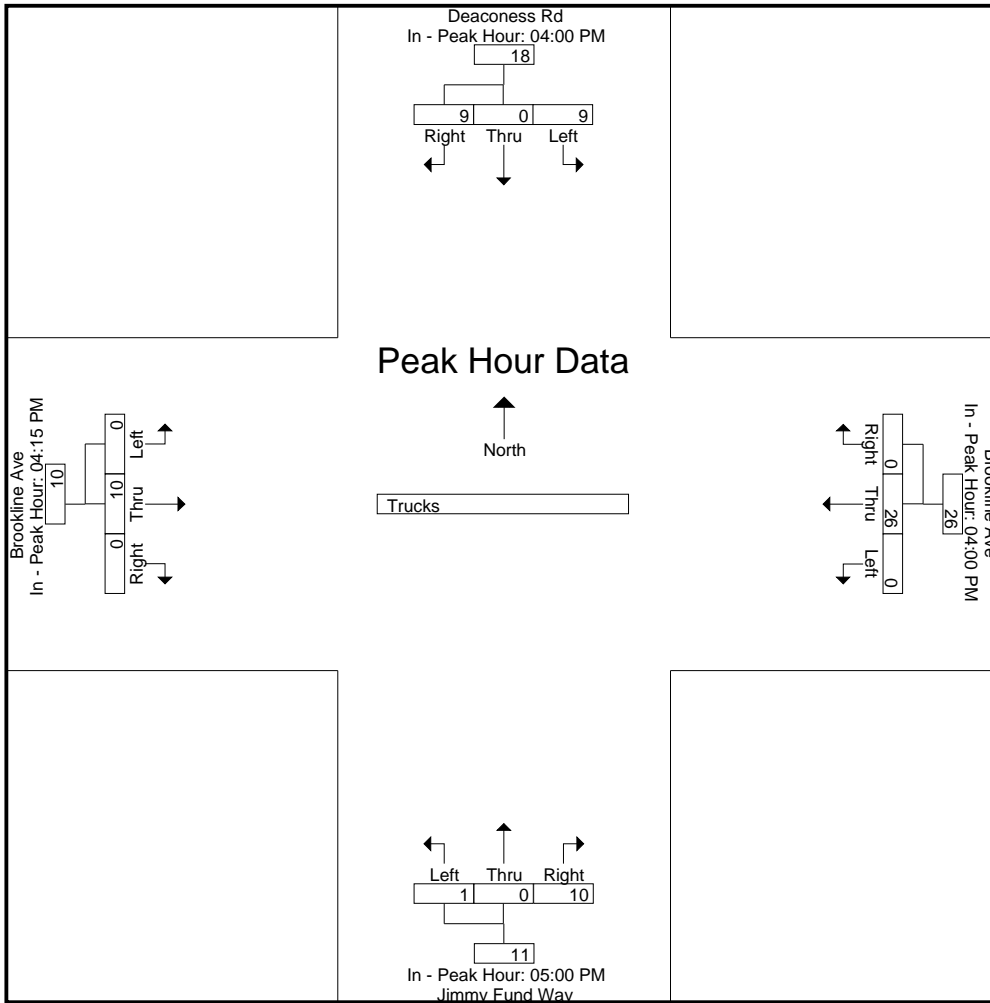 Deaconess Rd
In - Peak Hour: 04:00 PM
18
9 0 9
Right Thru Left
Peak Hour Data
North
Trucks
Brookline Ave
In - Peak Hour: 04:15 PM
10
0 10 0
Left Thru Right
Brookline Ave
In - Peak Hour: 04:00 PM
26
0 26 0
Right Thru Left
Left Thru Right
1 0 10
11
In - Peak Hour: 05:00 PM
Jimmy Fund Way